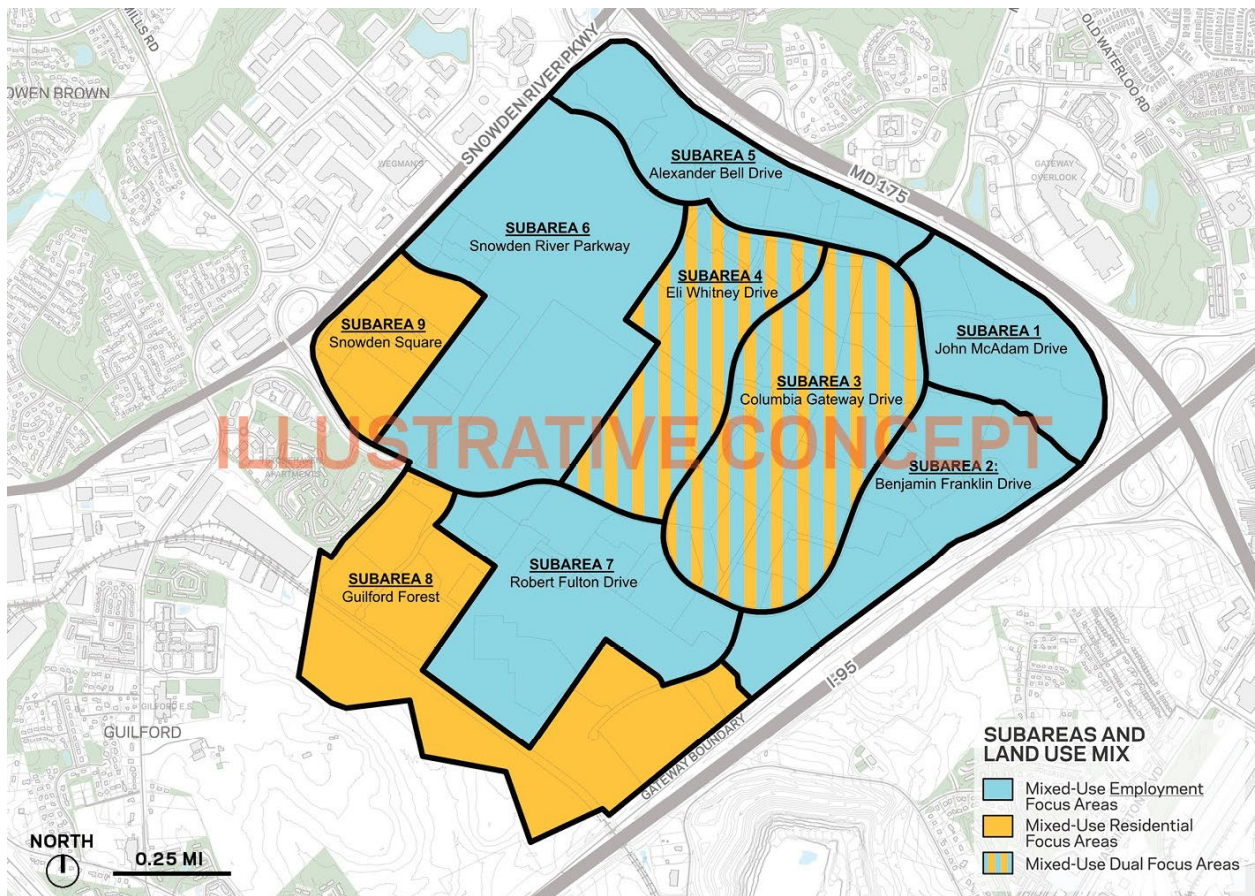 MILLS RD
OWEN BROWN
SNOWDEN RIVER PKWY
WEGMAN'S
OLD WATERLOO RD
GATEWAY
OVERLOOK
MD 175
SUBAREA 5
Alexander Bell Drive
SUBAREA 6
Snowden River Parkway
SUBAREA 4
Eli Whitney Drive
SUBAREA 9
Snowden Square
SUBAREA 1
John McAdam Drive
SUBAREA 3
Columbia Gateway Drive
ILLUSTRATIVE CONCEPT
APARTMENTS
SUBAREA 2:
Benjamin Franklin Drive
SUBAREA 7
Robert Fulton Drive
SUBAREA 8
Guilford Forest
I-95
GILFORD E.S.
GUILFORD
GATEWAY BOUNDARY
SUBAREAS AND
LAND USE MIX
Mixed-Use Employment
Focus Areas
Mixed-Use Residential
Focus Areas
Mixed-Use Dual Focus Areas
NORTH
0.25 MI